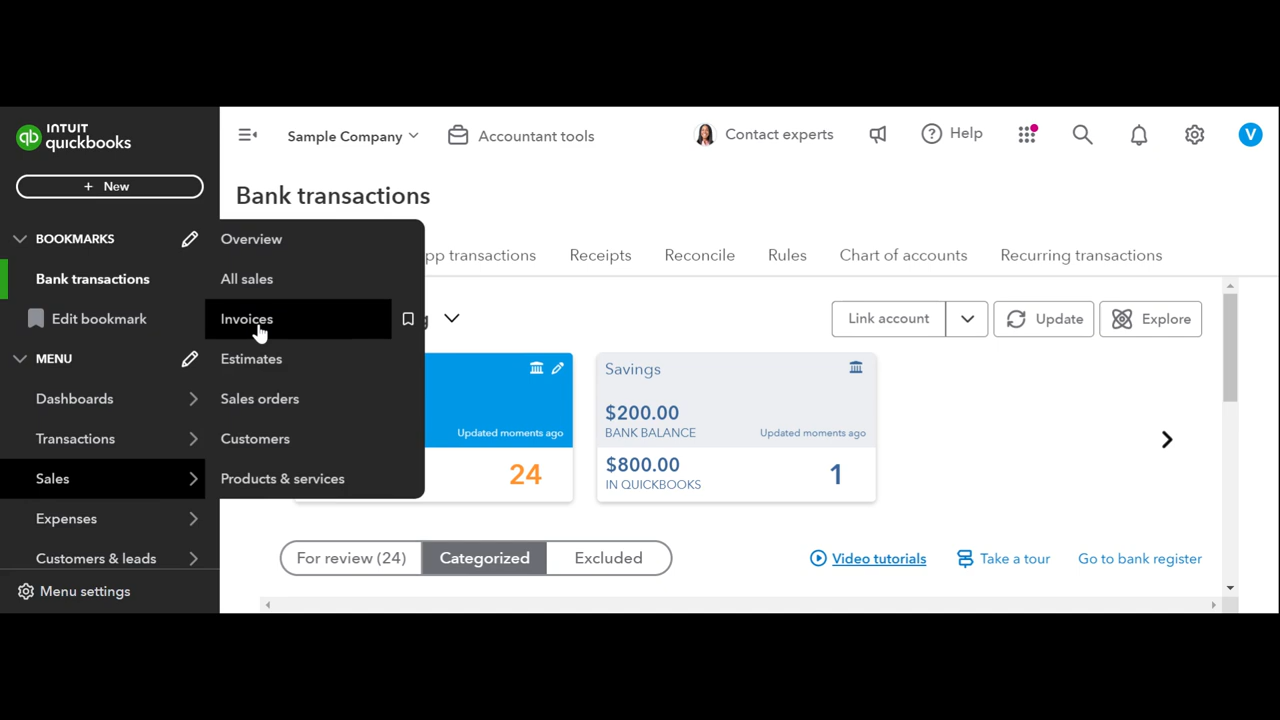 INTUIT
quickbooks
qb
+ New
BOOKMARKS
Bank transactions
Edit bookmark
MENU
Dashboards
Transactions
Sales
Expenses
Customers & leads
Menu settings
Overview
All sales
Invoices
Estimates
Sales orders
Customers
Products & services
Sample Company
Accountant tools
Contact experts
Help
V
Bank transactions
pp transactions
Receipts
Reconcile
Rules
Chart of accounts
Recurring transactions
Link account
Update
Explore
Updated moments ago
24
Savings
$200.00
BANK BALANCE
Updated moments ago
$800.00
IN QUICKBOOKS
1
For review (24)
Categorized
Excluded
Video tutorials
Take a tour
Go to bank register